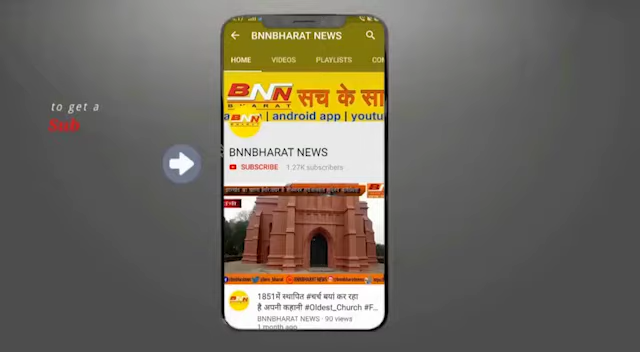 to get a
Sub
BNNBHARAT NEWS
HOME VIDEOS PLAYLISTS COM
BNN
BHARAT
सच के सा
| android app | youtu
BNNBHARAT NEWS
SUBSCRIBE 1.27K subscribers
1851में स्थापित #चर्च बयां कर रहा
है अपनी कहानी #Oldest_Church #F...
BNNBHARAT NEWS · 90 views
1 month ago